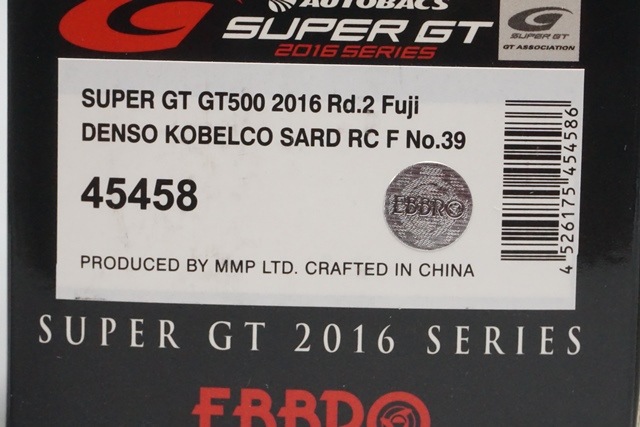 AUTOBACS
SUPER GT
2016 SERIES
SUPER GT
GT ASSOCIATION
SUPER GT GT500 2016 Rd.2 Fuji
DENSO KOBELCO SARD RC F No.39
45458
EBBRO
4 526175 454586
PRODUCED BY MMP LTD. CRAFTED IN CHINA
SUPER GT 2016 SERIES
EBBRO